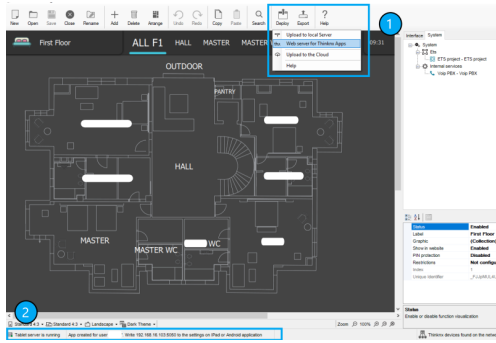 New Open Save Close Rename Add Delete Arrange Undo Redo Copy Paste Search Deploy Export Help
1
Upload to local Server
Web server for Thinknx Apps
Upload to the Cloud
Help
First Floor ALL F1 HALL MASTER MASTER 09:31
Interface System
System
Ets
ETS project - ETS project
Internal services
Voip PBX - Voip PBX
OUTDOOR
PANTRY
HALL
MASTER
MASTER WC
WC
Status Enabled
Label First Floor
Graphic (Collection)
Show in website Enabled
PIN protection Disabled
Restrictions Not configu
Index 1
Unique identifier
Status
Enable or disable function visualization
2
Standard 4:3 Standard 4:3 Landscape Dark Theme Zoom 100%
Tablet server is running App created for user: Write 192.168.16.103:5050 to the settings on iPad or Android application
Thinknx devices found on the netwo